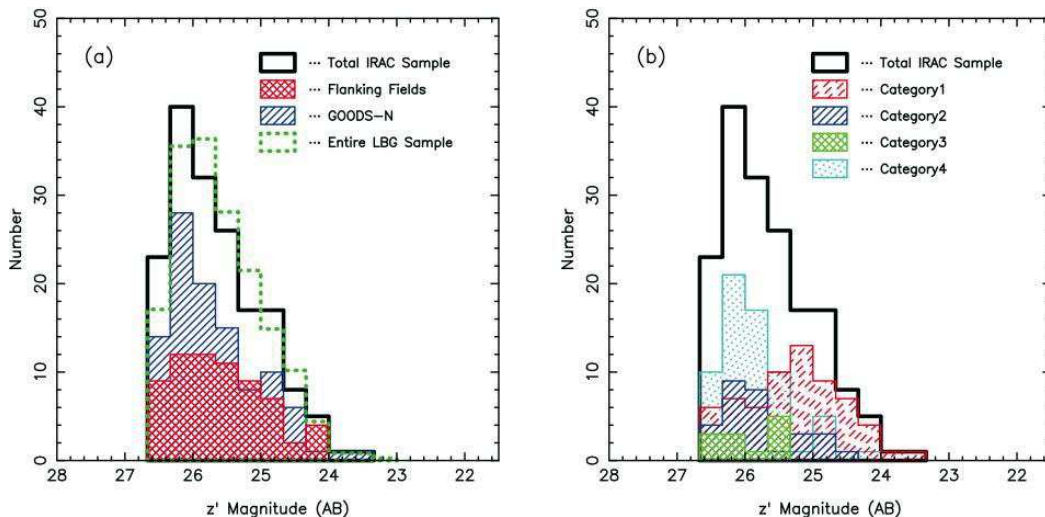 50
40
30
20
10
0
Number
(a)
··· Total IRAC Sample
··· Flanking Fields
··· GOODS-N
··· Entire LBG Sample
28 27 26 25 24 23 22
z' Magnitude (AB)
50
40
30
20
10
0
Number
(b)
··· Total IRAC Sample
··· Category1
··· Category2
··· Category3
··· Category4
28 27 26 25 24 23 22
z' Magnitude (AB)